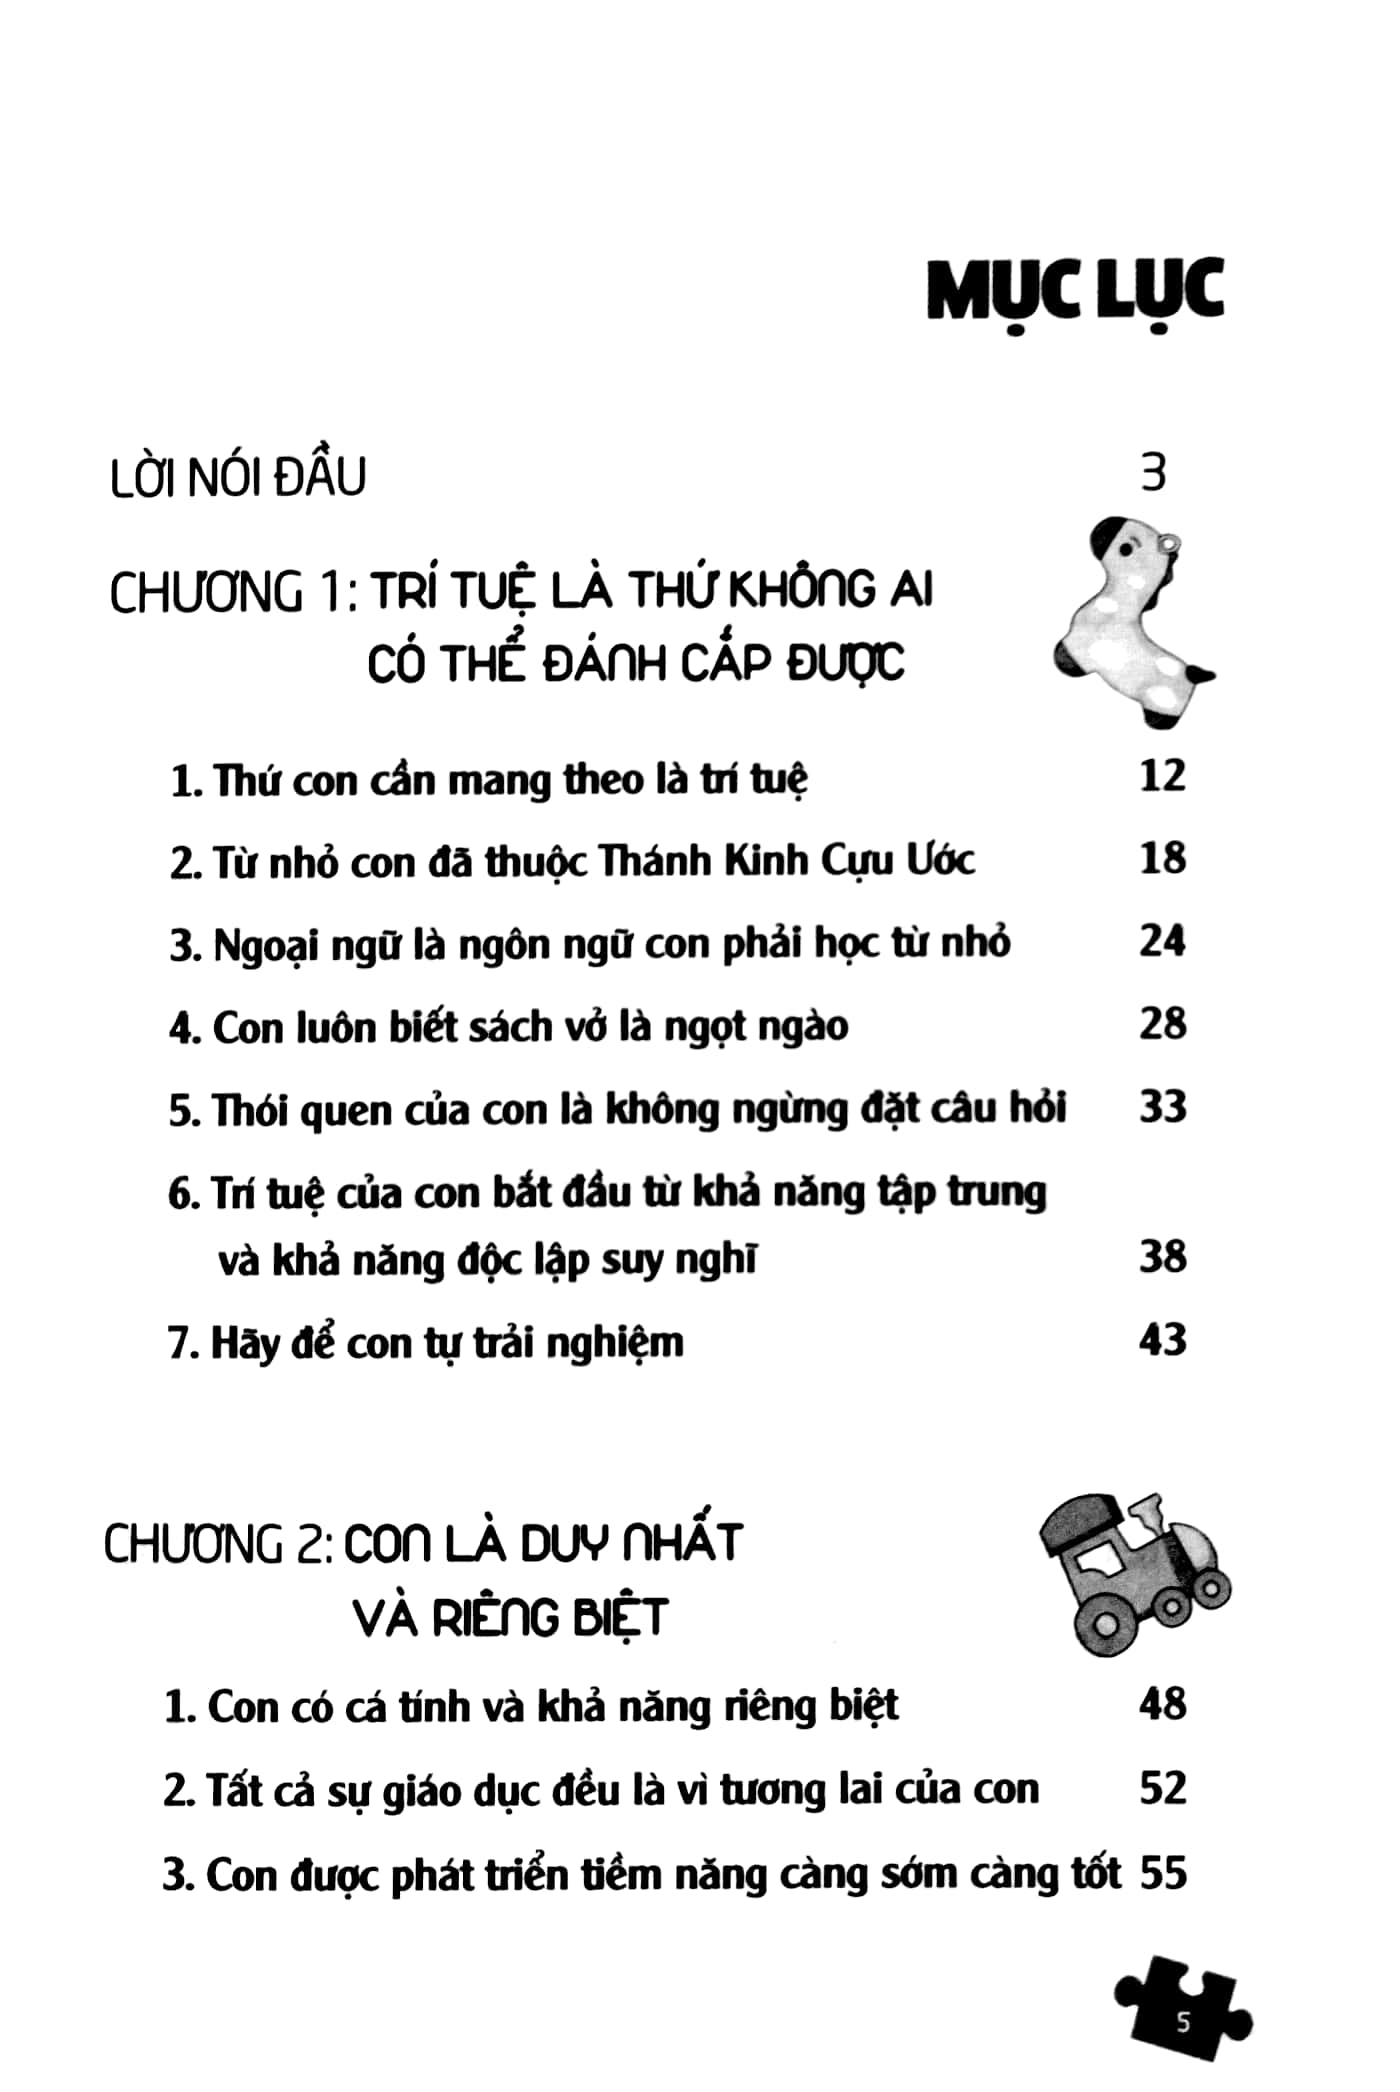 MỤC LỤC
LỜI NÓI ĐẦU 3
CHƯƠNG 1: TRÍ TUỆ LÀ THỨ KHÔNG AI
CÓ THỂ ĐÁNH CẮP ĐƯỢC
1. Thứ con cần mang theo là trí tuệ 12
2. Từ nhỏ con đã thuộc Thánh Kinh Cựu Ước 18
3. Ngoại ngữ là ngôn ngữ con phải học từ nhỏ 24
4. Con luôn biết sách vở là ngọt ngào 28
5. Thói quen của con là không ngừng đặt câu hỏi 33
6. Trí tuệ của con bắt đầu từ khả năng tập trung
và khả năng độc lập suy nghĩ 38
7. Hãy để con tự trải nghiệm 43
CHƯƠNG 2: CON LÀ DUY NHẤT
VÀ RIÊNG BIỆT
1. Con có cá tính và khả năng riêng biệt 48
2. Tất cả sự giáo dục đều là vì tương lai của con 52
3. Con được phát triển tiềm năng càng sớm càng tốt 55
5